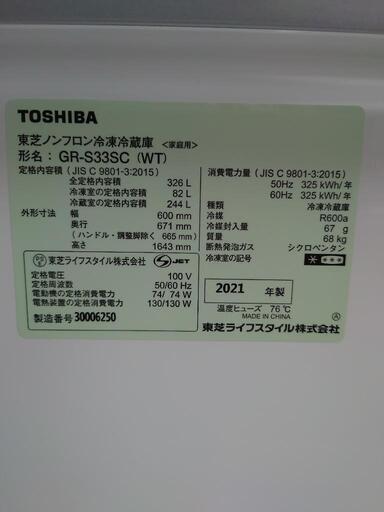 TOSHIBA
東芝ノンフロン冷凍冷蔵庫 <家庭用>
形名: GR-S33SC (WT)
定格内容積 (JIS C 9801-3:2015)
全定格内容積 326 L
冷凍室の定格内容積 82 L
冷蔵室の定格内容積 244 L
外形寸法 幅 600 mm
奥行 671 mm
(ハンドル・調整脚除く 665 mm)
高さ 1643 mm
東芝ライフスタイル株式会社 S JET
定格電圧 100 V
定格周波数 50/60 Hz
電動機の定格消費電力 74/ 74 W
電熱装置の定格消費電力 130/130 W
製造番号 30006250
消費電力量 (JIS C 9801-3:2015)
50Hz 325 kWh/年
60Hz 325 kWh/年
種類 冷凍冷蔵庫
冷媒 R600a
冷媒封入量 67 g
質量 68 kg
断熱発泡ガス シクロペンタン
冷凍室の記号
2021 年製
温度ヒューズ 76℃
MADE IN CHINA
東芝ライフスタイル株式会社 A